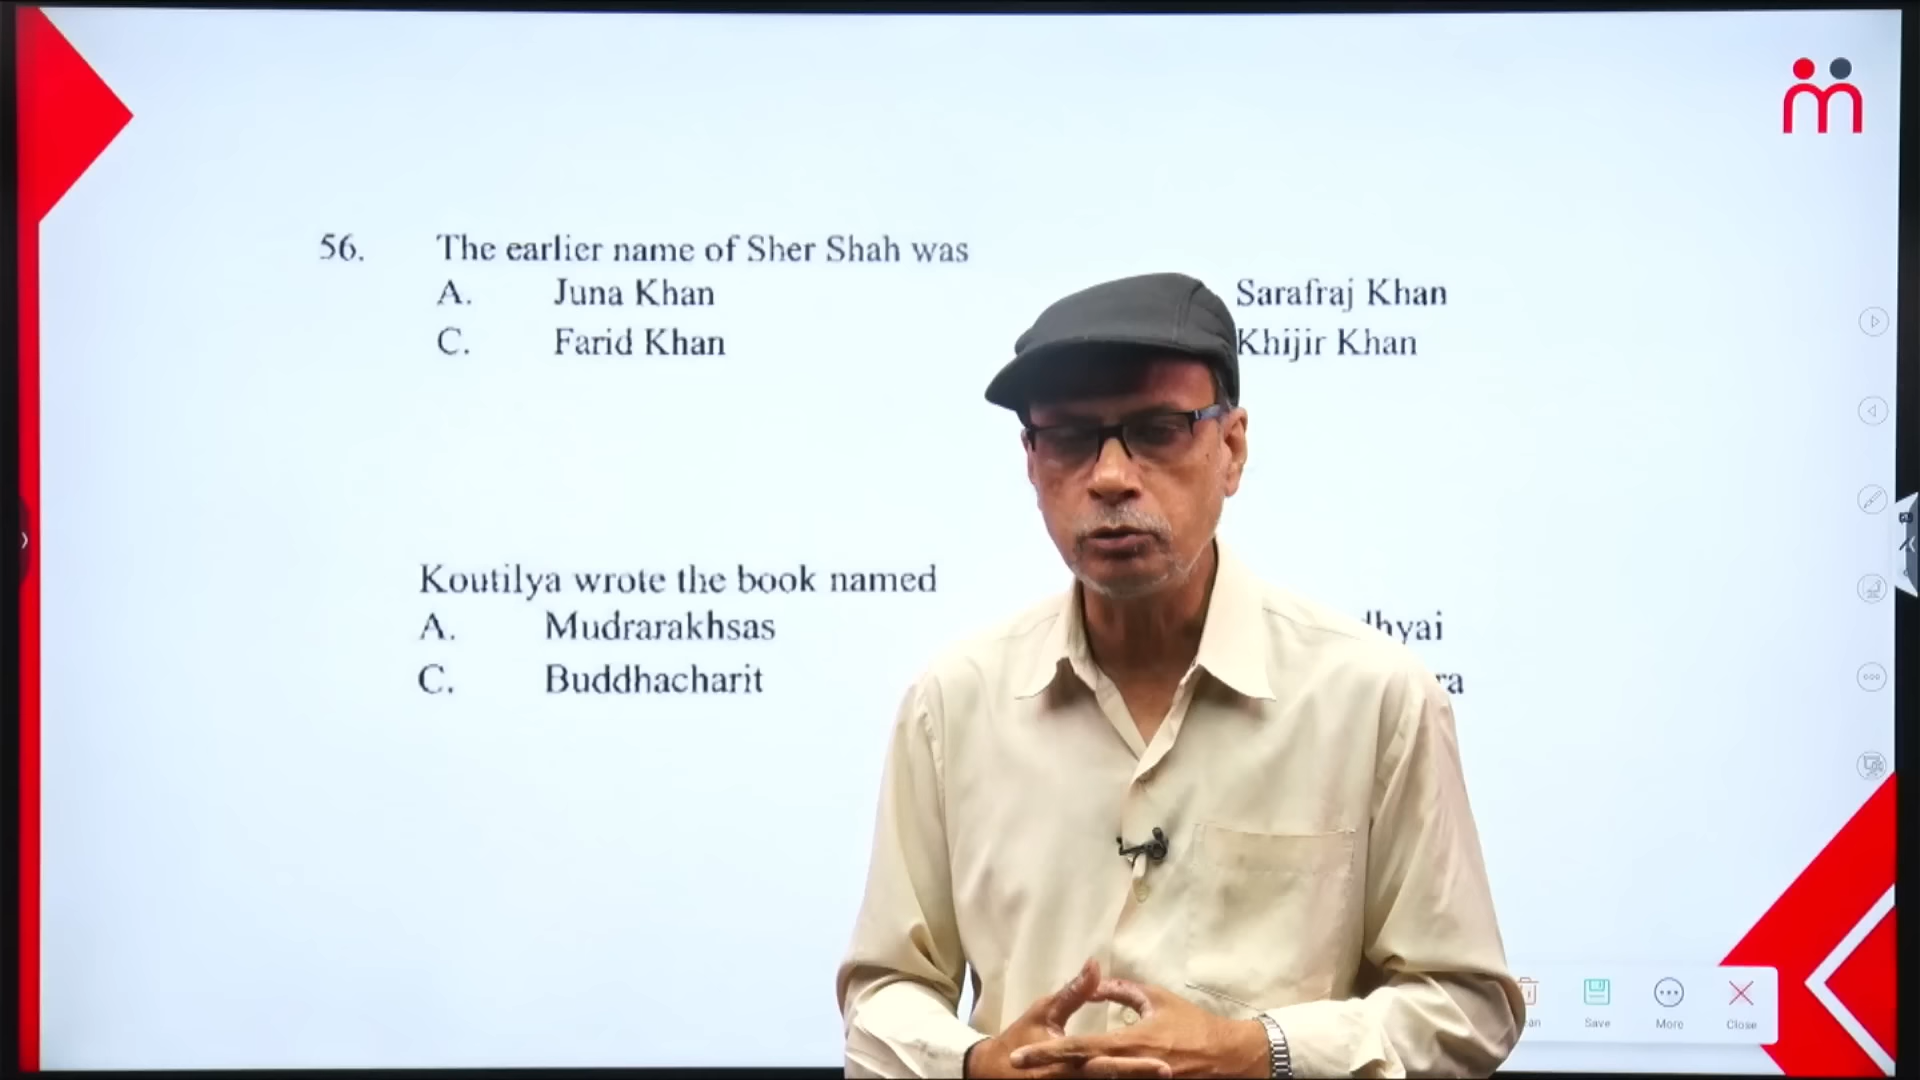 56. The earlier name of Sher Shah was
A. Juna Khan Sarafraj Khan
C. Farid Khan Khijir Khan
Koutilya wrote the book named
A. Mudrarakhsas
C. Buddhacharit
Save More Close